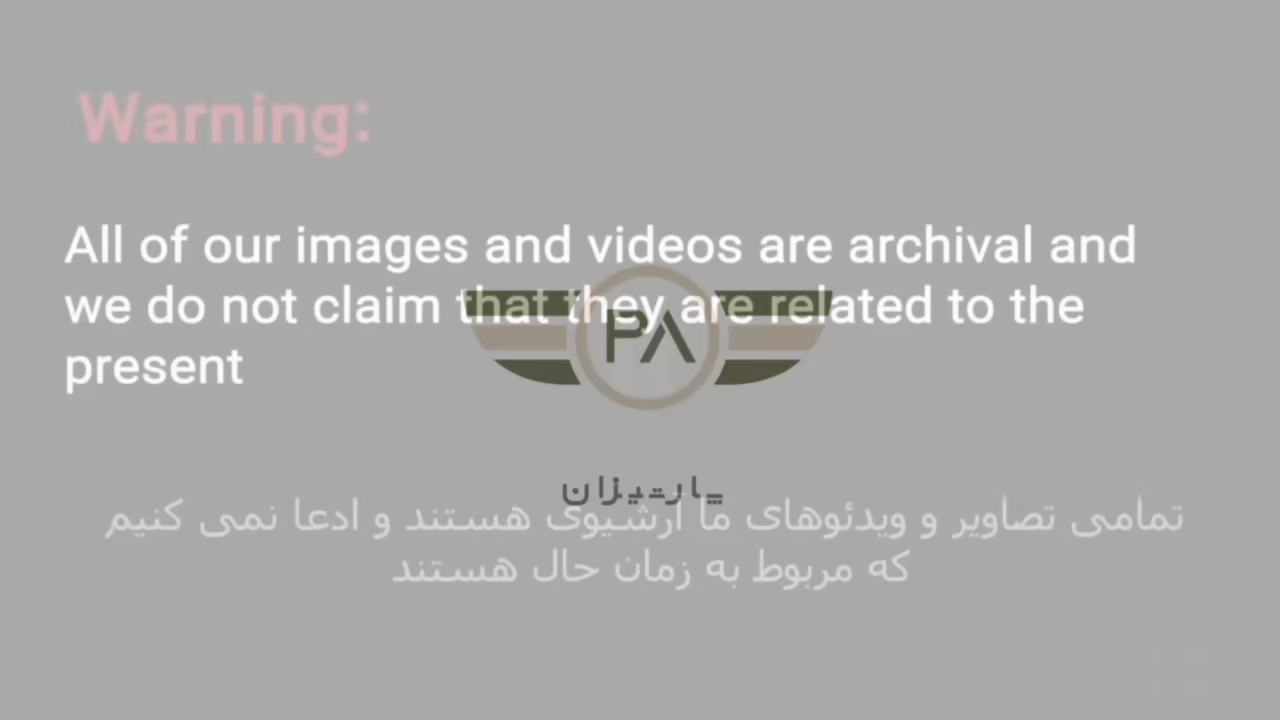 Warning:
All of our images and videos are archival and
we do not claim that they are related to the
present
PA
پارتیزان
تمامی تصاویر و ویدئوهای ما آرشیوی هستند و ادعا نمی کنیم
که مربوط به زمان حال هستند